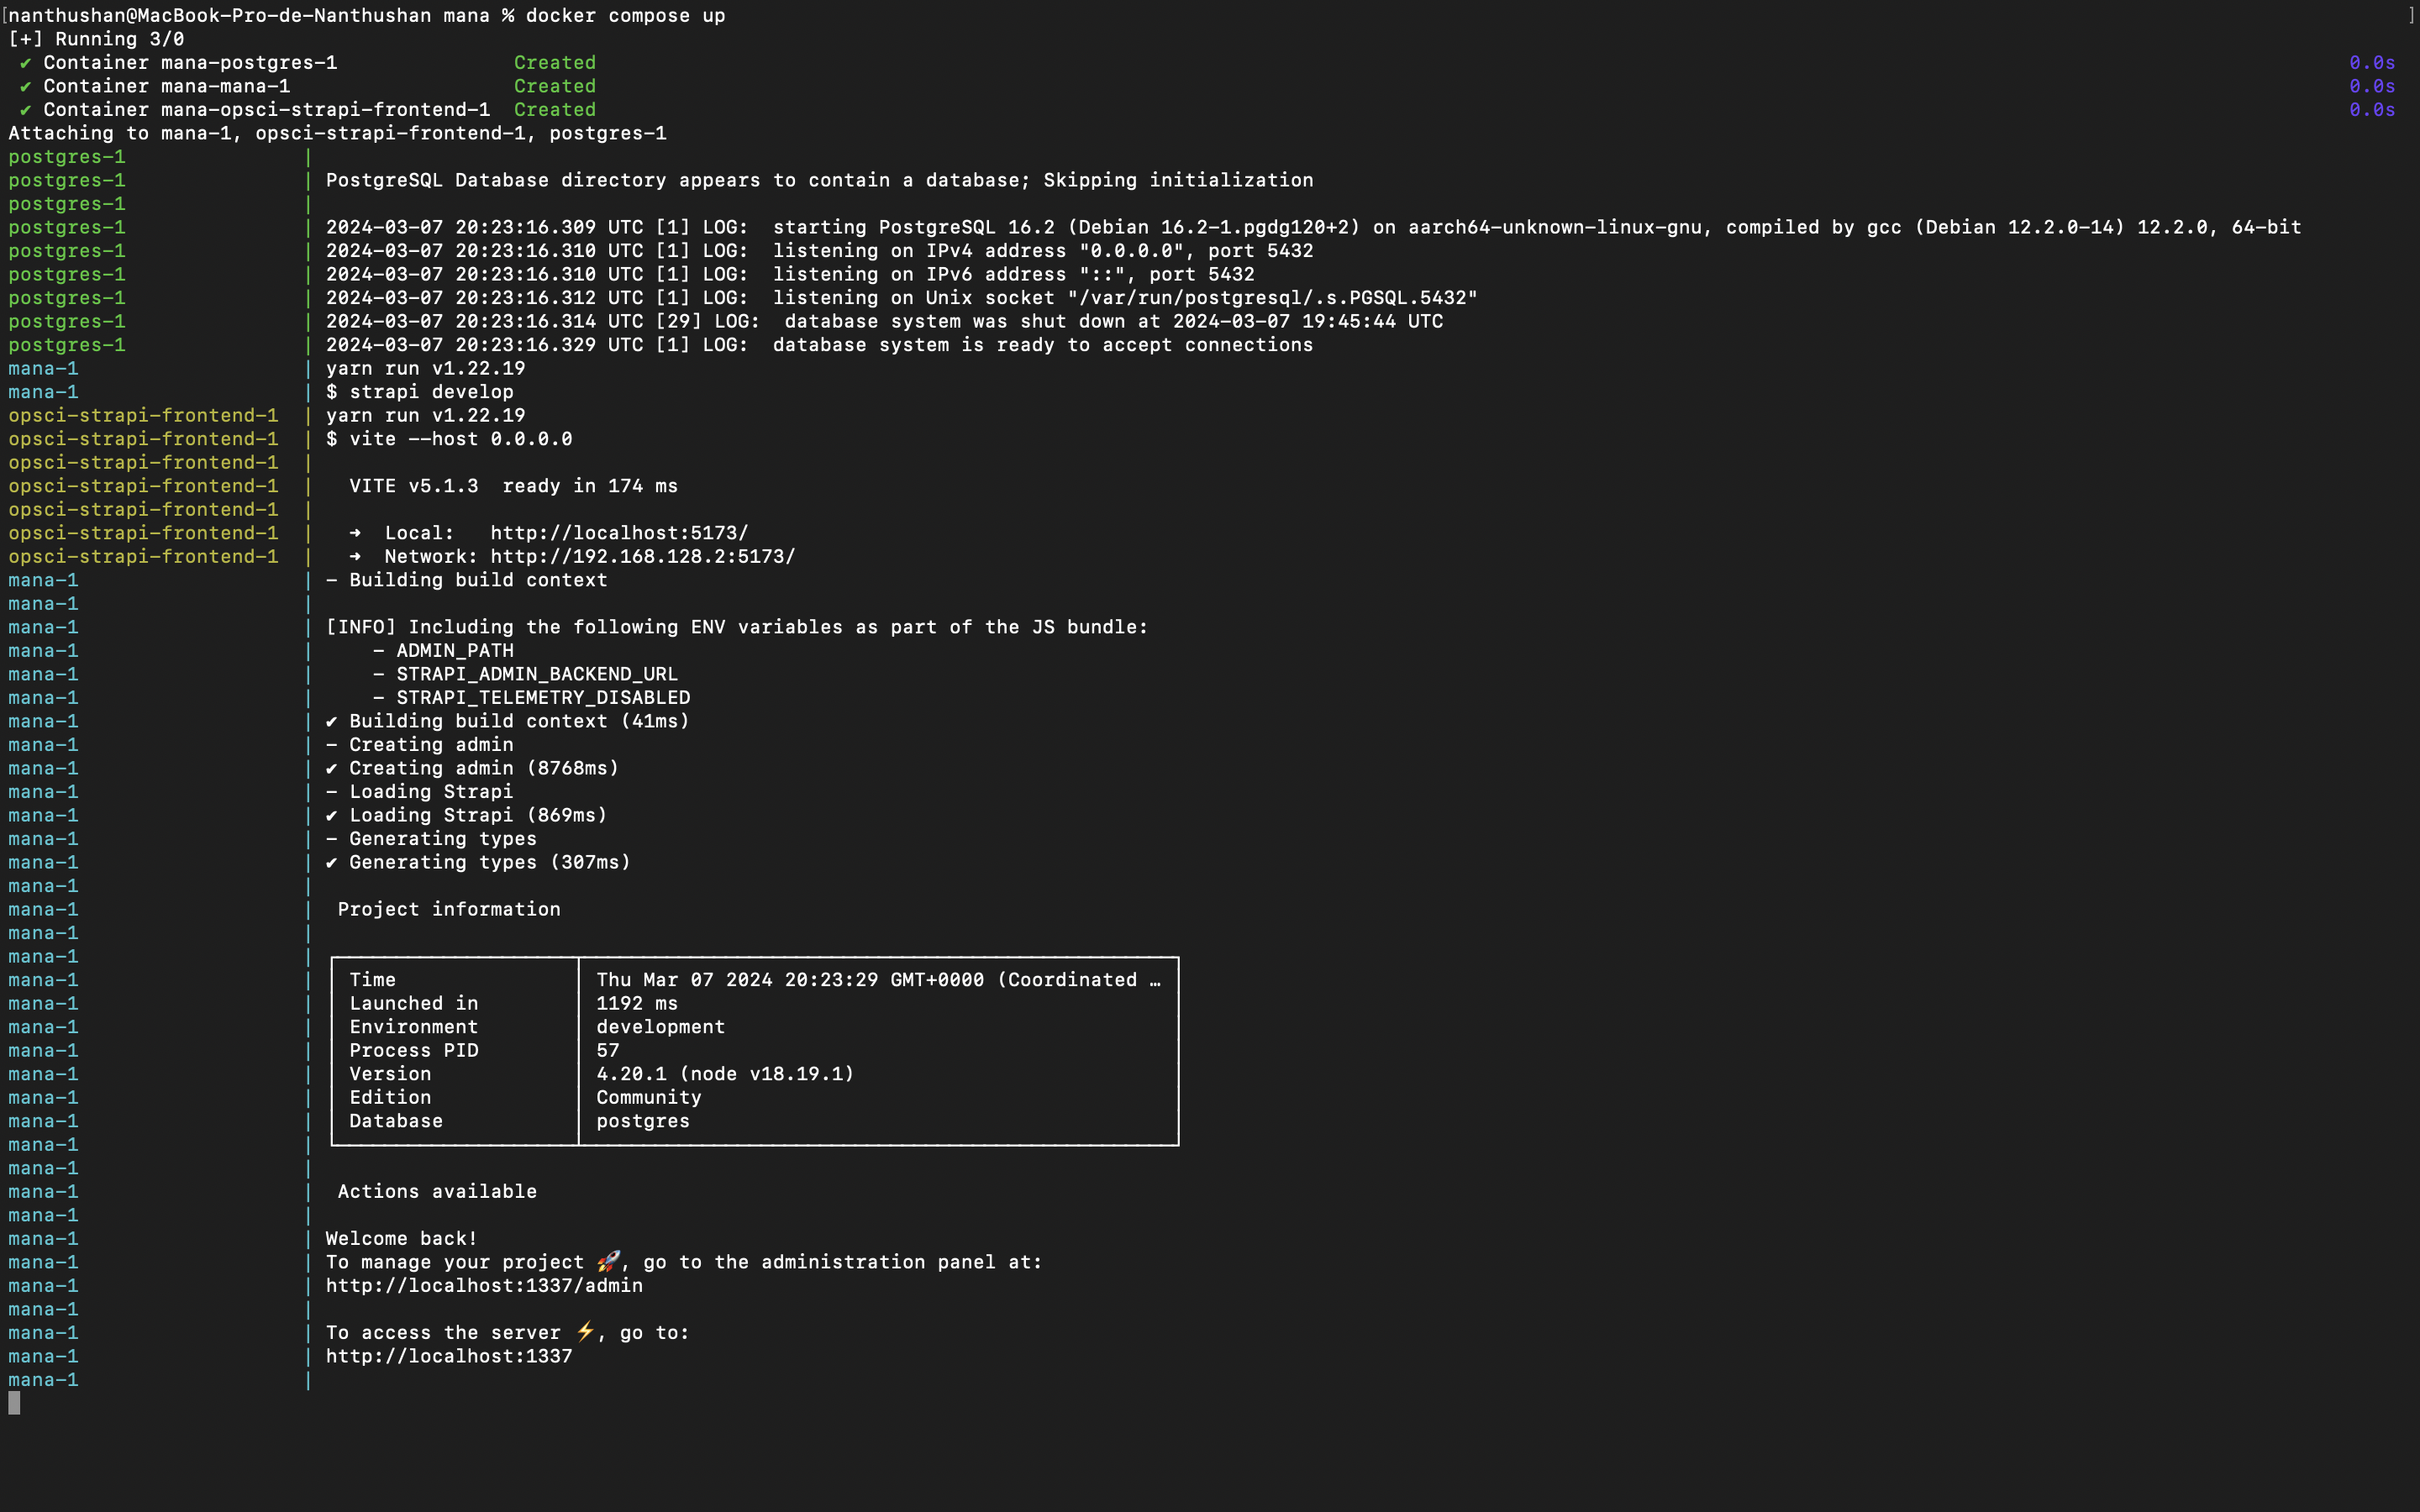 [nanthushan@MacBook-Pro-de-Nanthushan mana % docker compose up ]
[+] Running 3/0
✔ Container mana-postgres-1 Created 0.0s
✔ Container mana-mana-1 Created 0.0s
✔ Container mana-opsci-strapi-frontend-1 Created 0.0s
Attaching to mana-1, opsci-strapi-frontend-1, postgres-1
postgres-1 |
postgres-1 | PostgreSQL Database directory appears to contain a database; Skipping initialization
postgres-1 |
postgres-1 | 2024-03-07 20:23:16.309 UTC [1] LOG:  starting PostgreSQL 16.2 (Debian 16.2-1.pgdg120+2) on aarch64-unknown-linux-gnu, compiled by gcc (Debian 12.2.0-14) 12.2.0, 64-bit
postgres-1 | 2024-03-07 20:23:16.310 UTC [1] LOG:  listening on IPv4 address "0.0.0.0", port 5432
postgres-1 | 2024-03-07 20:23:16.310 UTC [1] LOG:  listening on IPv6 address "::", port 5432
postgres-1 | 2024-03-07 20:23:16.312 UTC [1] LOG:  listening on Unix socket "/var/run/postgresql/.s.PGSQL.5432"
postgres-1 | 2024-03-07 20:23:16.314 UTC [29] LOG:  database system was shut down at 2024-03-07 19:45:44 UTC
postgres-1 | 2024-03-07 20:23:16.329 UTC [1] LOG:  database system is ready to accept connections
mana-1 | yarn run v1.22.19
mana-1 | $ strapi develop
opsci-strapi-frontend-1 | yarn run v1.22.19
opsci-strapi-frontend-1 | $ vite --host 0.0.0.0
opsci-strapi-frontend-1 |
opsci-strapi-frontend-1 | VITE v5.1.3  ready in 174 ms
opsci-strapi-frontend-1 |
opsci-strapi-frontend-1 | ➜  Local:   http://localhost:5173/
opsci-strapi-frontend-1 | ➜  Network: http://192.168.128.2:5173/
mana-1 | - Building build context
mana-1 |
mana-1 | [INFO] Including the following ENV variables as part of the JS bundle:
mana-1 | - ADMIN_PATH
mana-1 | - STRAPI_ADMIN_BACKEND_URL
mana-1 | - STRAPI_TELEMETRY_DISABLED
mana-1 | ✔ Building build context (41ms)
mana-1 | - Creating admin
mana-1 | ✔ Creating admin (8768ms)
mana-1 | - Loading Strapi
mana-1 | ✔ Loading Strapi (869ms)
mana-1 | - Generating types
mana-1 | ✔ Generating types (307ms)
mana-1 |
mana-1 | Project information
mana-1 |
mana-1 |
mana-1 | Time │ Thu Mar 07 2024 20:23:29 GMT+0000 (Coordinated …
mana-1 | Launched in │ 1192 ms
mana-1 | Environment │ development
mana-1 | Process PID │ 57
mana-1 | Version │ 4.20.1 (node v18.19.1)
mana-1 | Edition │ Community
mana-1 | Database │ postgres
mana-1 |
mana-1 |
mana-1 | Actions available
mana-1 |
mana-1 | Welcome back!
mana-1 | To manage your project 🚀, go to the administration panel at:
mana-1 | http://localhost:1337/admin
mana-1 |
mana-1 | To access the server ⚡, go to:
mana-1 | http://localhost:1337
mana-1 |